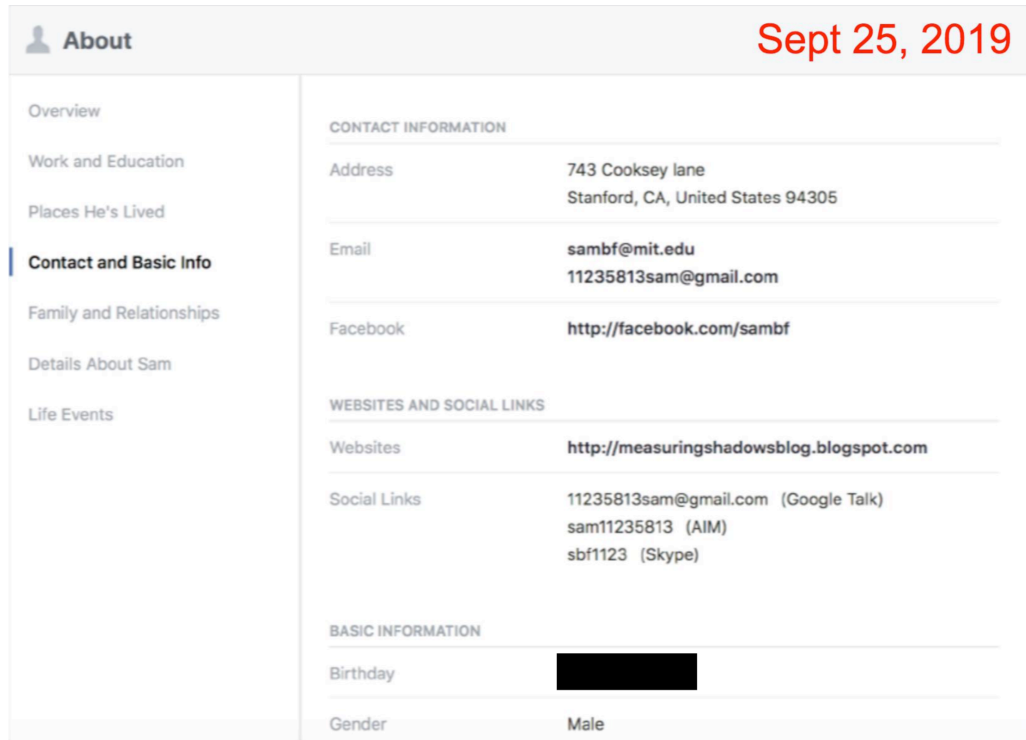 About
Sept 25, 2019
Overview
Work and Education
Places He's Lived
Contact and Basic Info
Family and Relationships
Details About Sam
Life Events
CONTACT INFORMATION
Address
743 Cooksey lane
Stanford, CA, United States 94305
Email
sambf@mit.edu
11235813sam@gmail.com
Facebook
http://facebook.com/sambf
WEBSITES AND SOCIAL LINKS
Websites
http://measuringshadowsblog.blogspot.com
Social Links
11235813sam@gmail.com (Google Talk)
sam11235813 (AIM)
sbf1123 (Skype)
BASIC INFORMATION
Birthday
Gender
Male